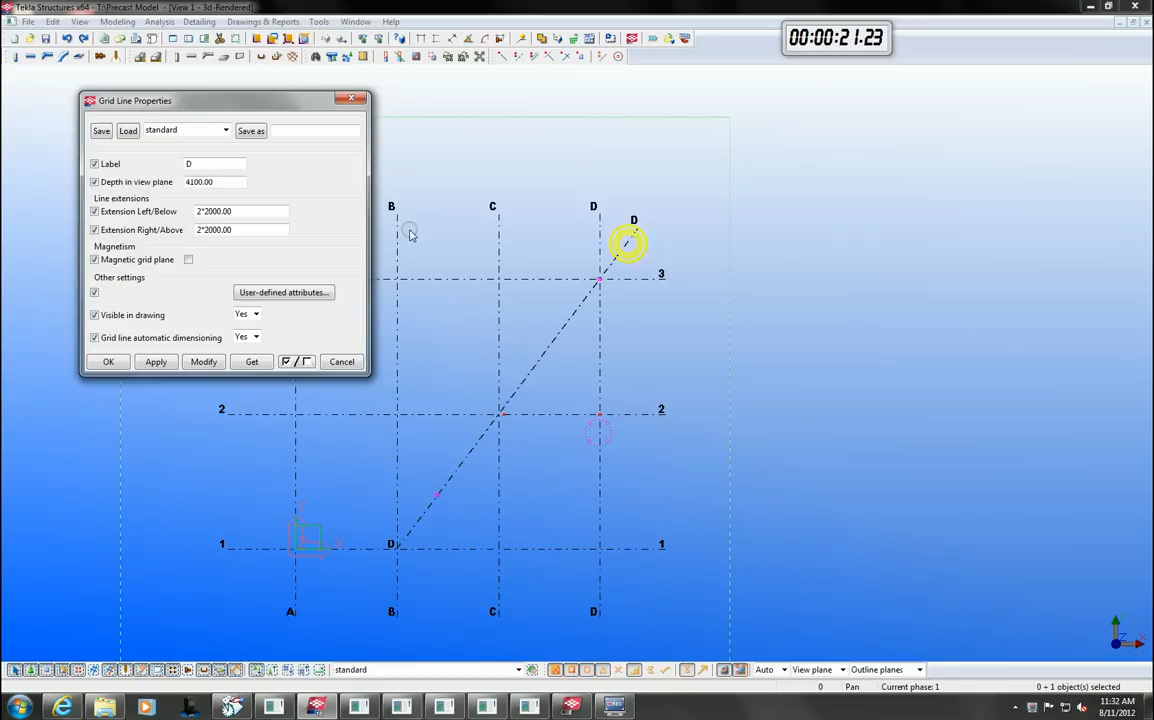 Tekla Structures x64 - T:\Precast Model - [View 1 - 3d-Rendered]
File Edit View Modeling Analysis Detailing Drawings & Reports Tools Window Help
00:00:21.23
Grid Line Properties
Save Load standard Save as
Label D
Depth in view plane 4100.00
Line extensions
Extension Left/Below 2*2000.00
Extension Right/Above 2*2000.00
Magnetism
Magnetic grid plane
Other settings
User-defined attributes...
Visible in drawing Yes
Grid line automatic dimensioning Yes
OK Apply Modify Get / Cancel
B C D
D
3
2 2
1 D 1
A B C D
X
standard Auto View plane Outline planes
0 Pan Current phase: 1 0 + 1 object(s) selected
11:32 AM
8/11/2012